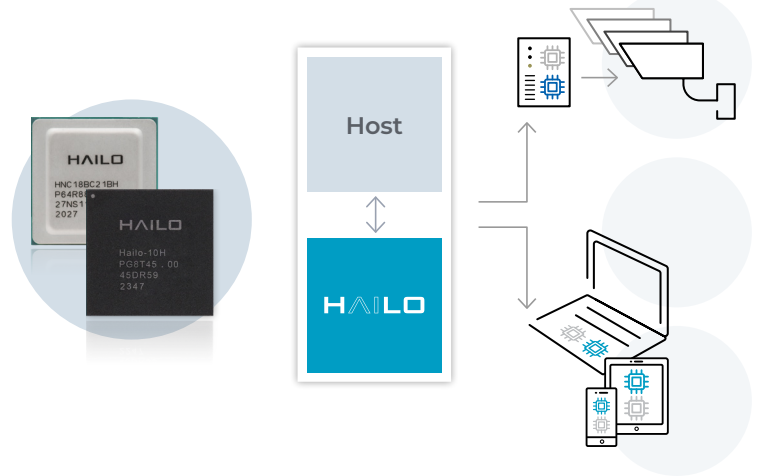 HAILO
HNC18BC21BH
P64R8
27NS1
2027
HAILO
Hailo-10H
PG6T45 . 00
45DR59
2347
Host
HAILO